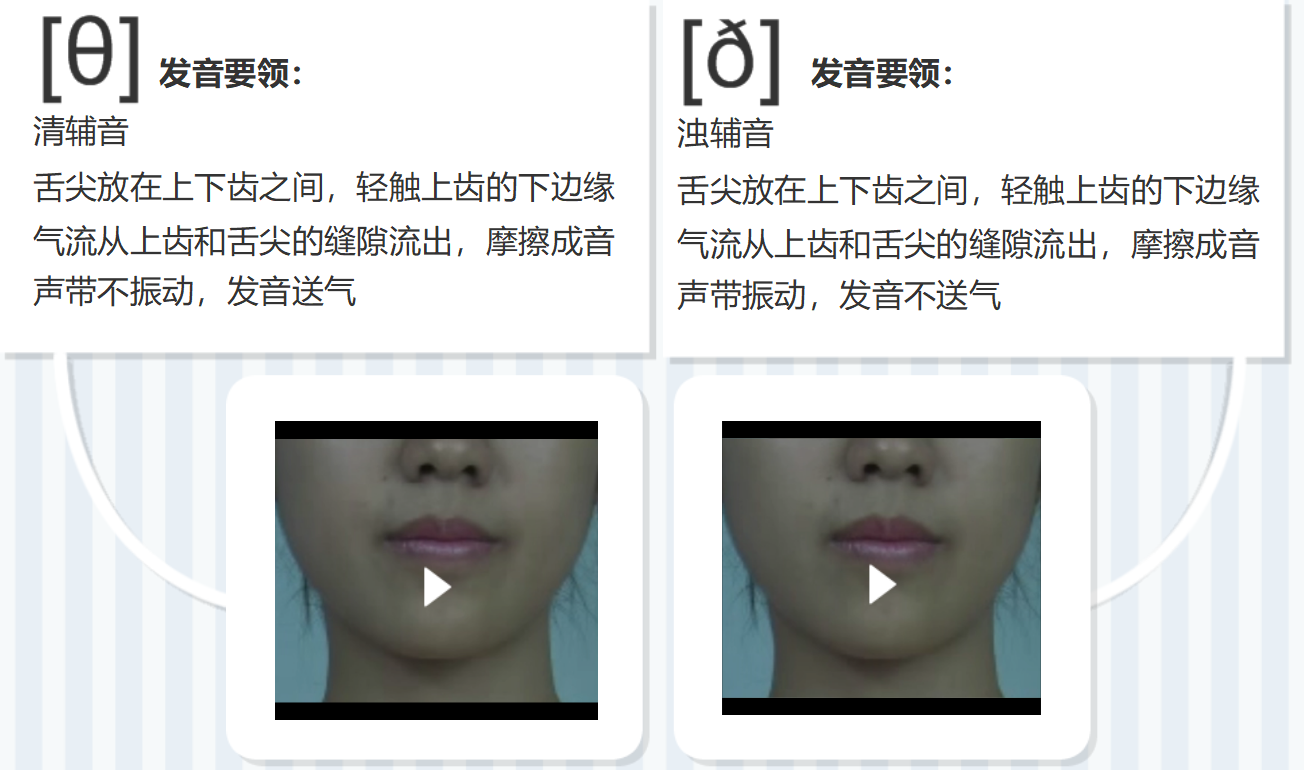 [θ] 发音要领：
清辅音
舌尖放在上下齿之间，轻触上齿的下边缘
气流从上齿和舌尖的缝隙流出，摩擦成音
声带不振动，发音送气
[ð] 发音要领：
浊辅音
舌尖放在上下齿之间，轻触上齿的下边缘
气流从上齿和舌尖的缝隙流出，摩擦成音
声带振动，发音不送气